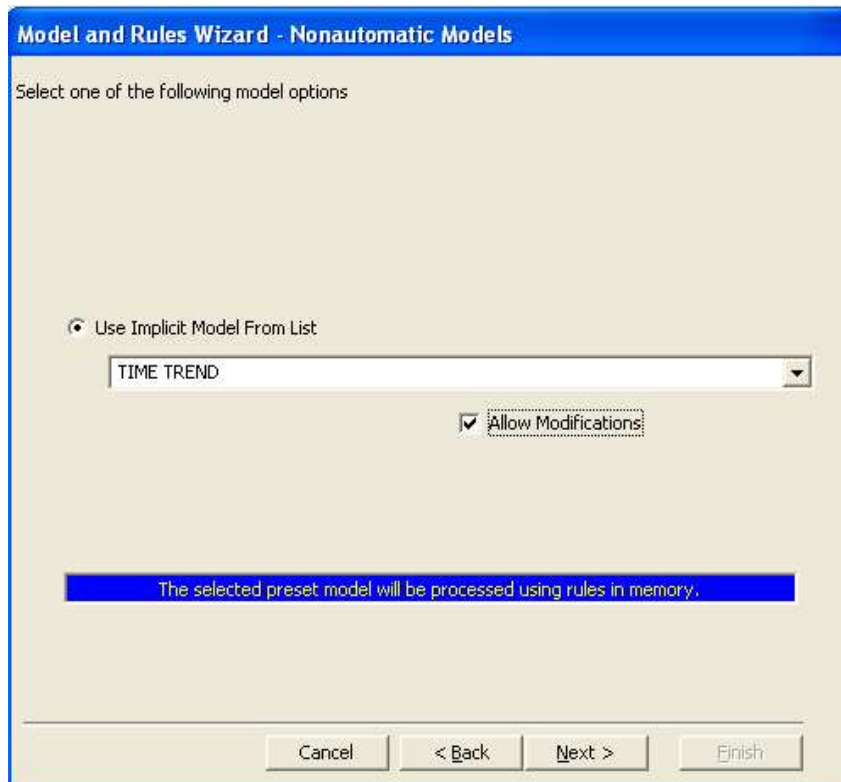 Model and Rules Wizard - Nonautomatic Models
Select one of the following model options
Use Implicit Model From List
TIME TREND
Allow Modifications
The selected preset model will be processed using rules in memory.
Cancel
< Back
Next >
Finish